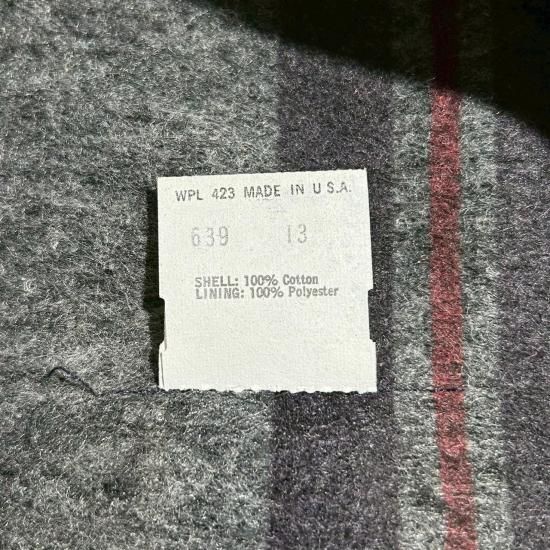 WPL 423 MADE IN U.S.A.
639 13
SHELL: 100% Cotton
LINING: 100% Polyester